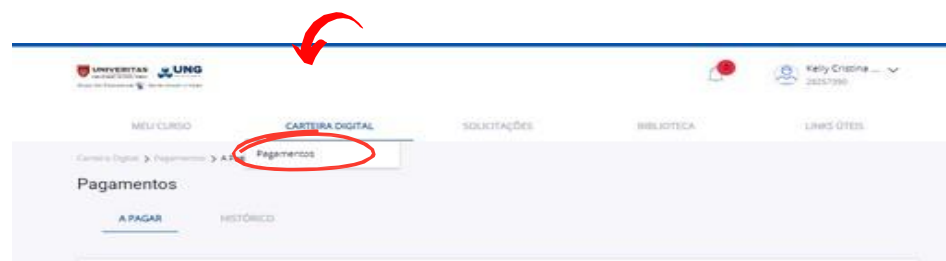 UNIVERITAS UNG
Kelly Cristina ...
MEU CURSO CARTEIRA DIGITAL SOLICITAÇÕES BIBLIOTECA LINKS ÚTEIS
Carteira Digital > Pagamentos > A Pag
Pagamentos
Pagamentos
A PAGAR HISTÓRICO